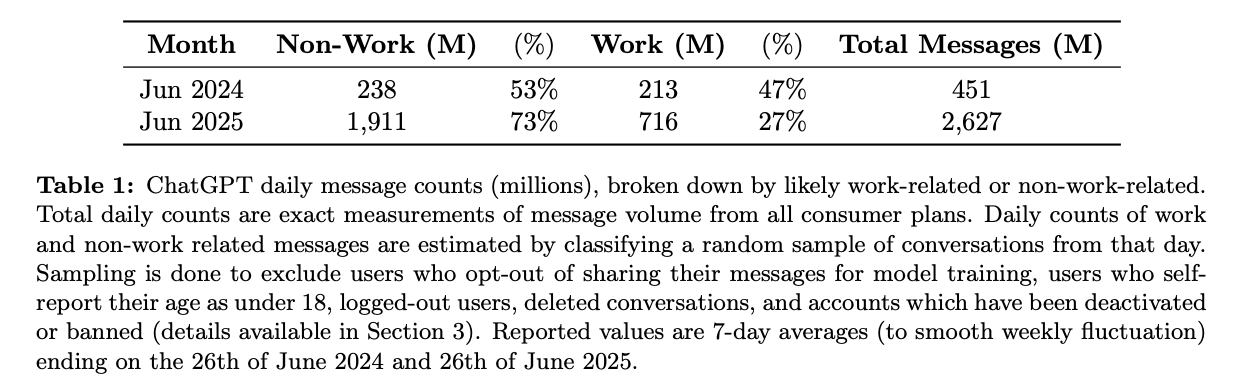 Month Non-Work (M) (%) Work (M) (%) Total Messages (M)
Jun 2024 238 53% 213 47% 451
Jun 2025 1,911 73% 716 27% 2,627
Table 1: ChatGPT daily message counts (millions), broken down by likely work-related or non-work-related.
Total daily counts are exact measurements of message volume from all consumer plans. Daily counts of work
and non-work related messages are estimated by classifying a random sample of conversations from that day.
Sampling is done to exclude users who opt-out of sharing their messages for model training, users who self-
report their age as under 18, logged-out users, deleted conversations, and accounts which have been deactivated
or banned (details available in Section 3). Reported values are 7-day averages (to smooth weekly fluctuation)
ending on the 26th of June 2024 and 26th of June 2025.